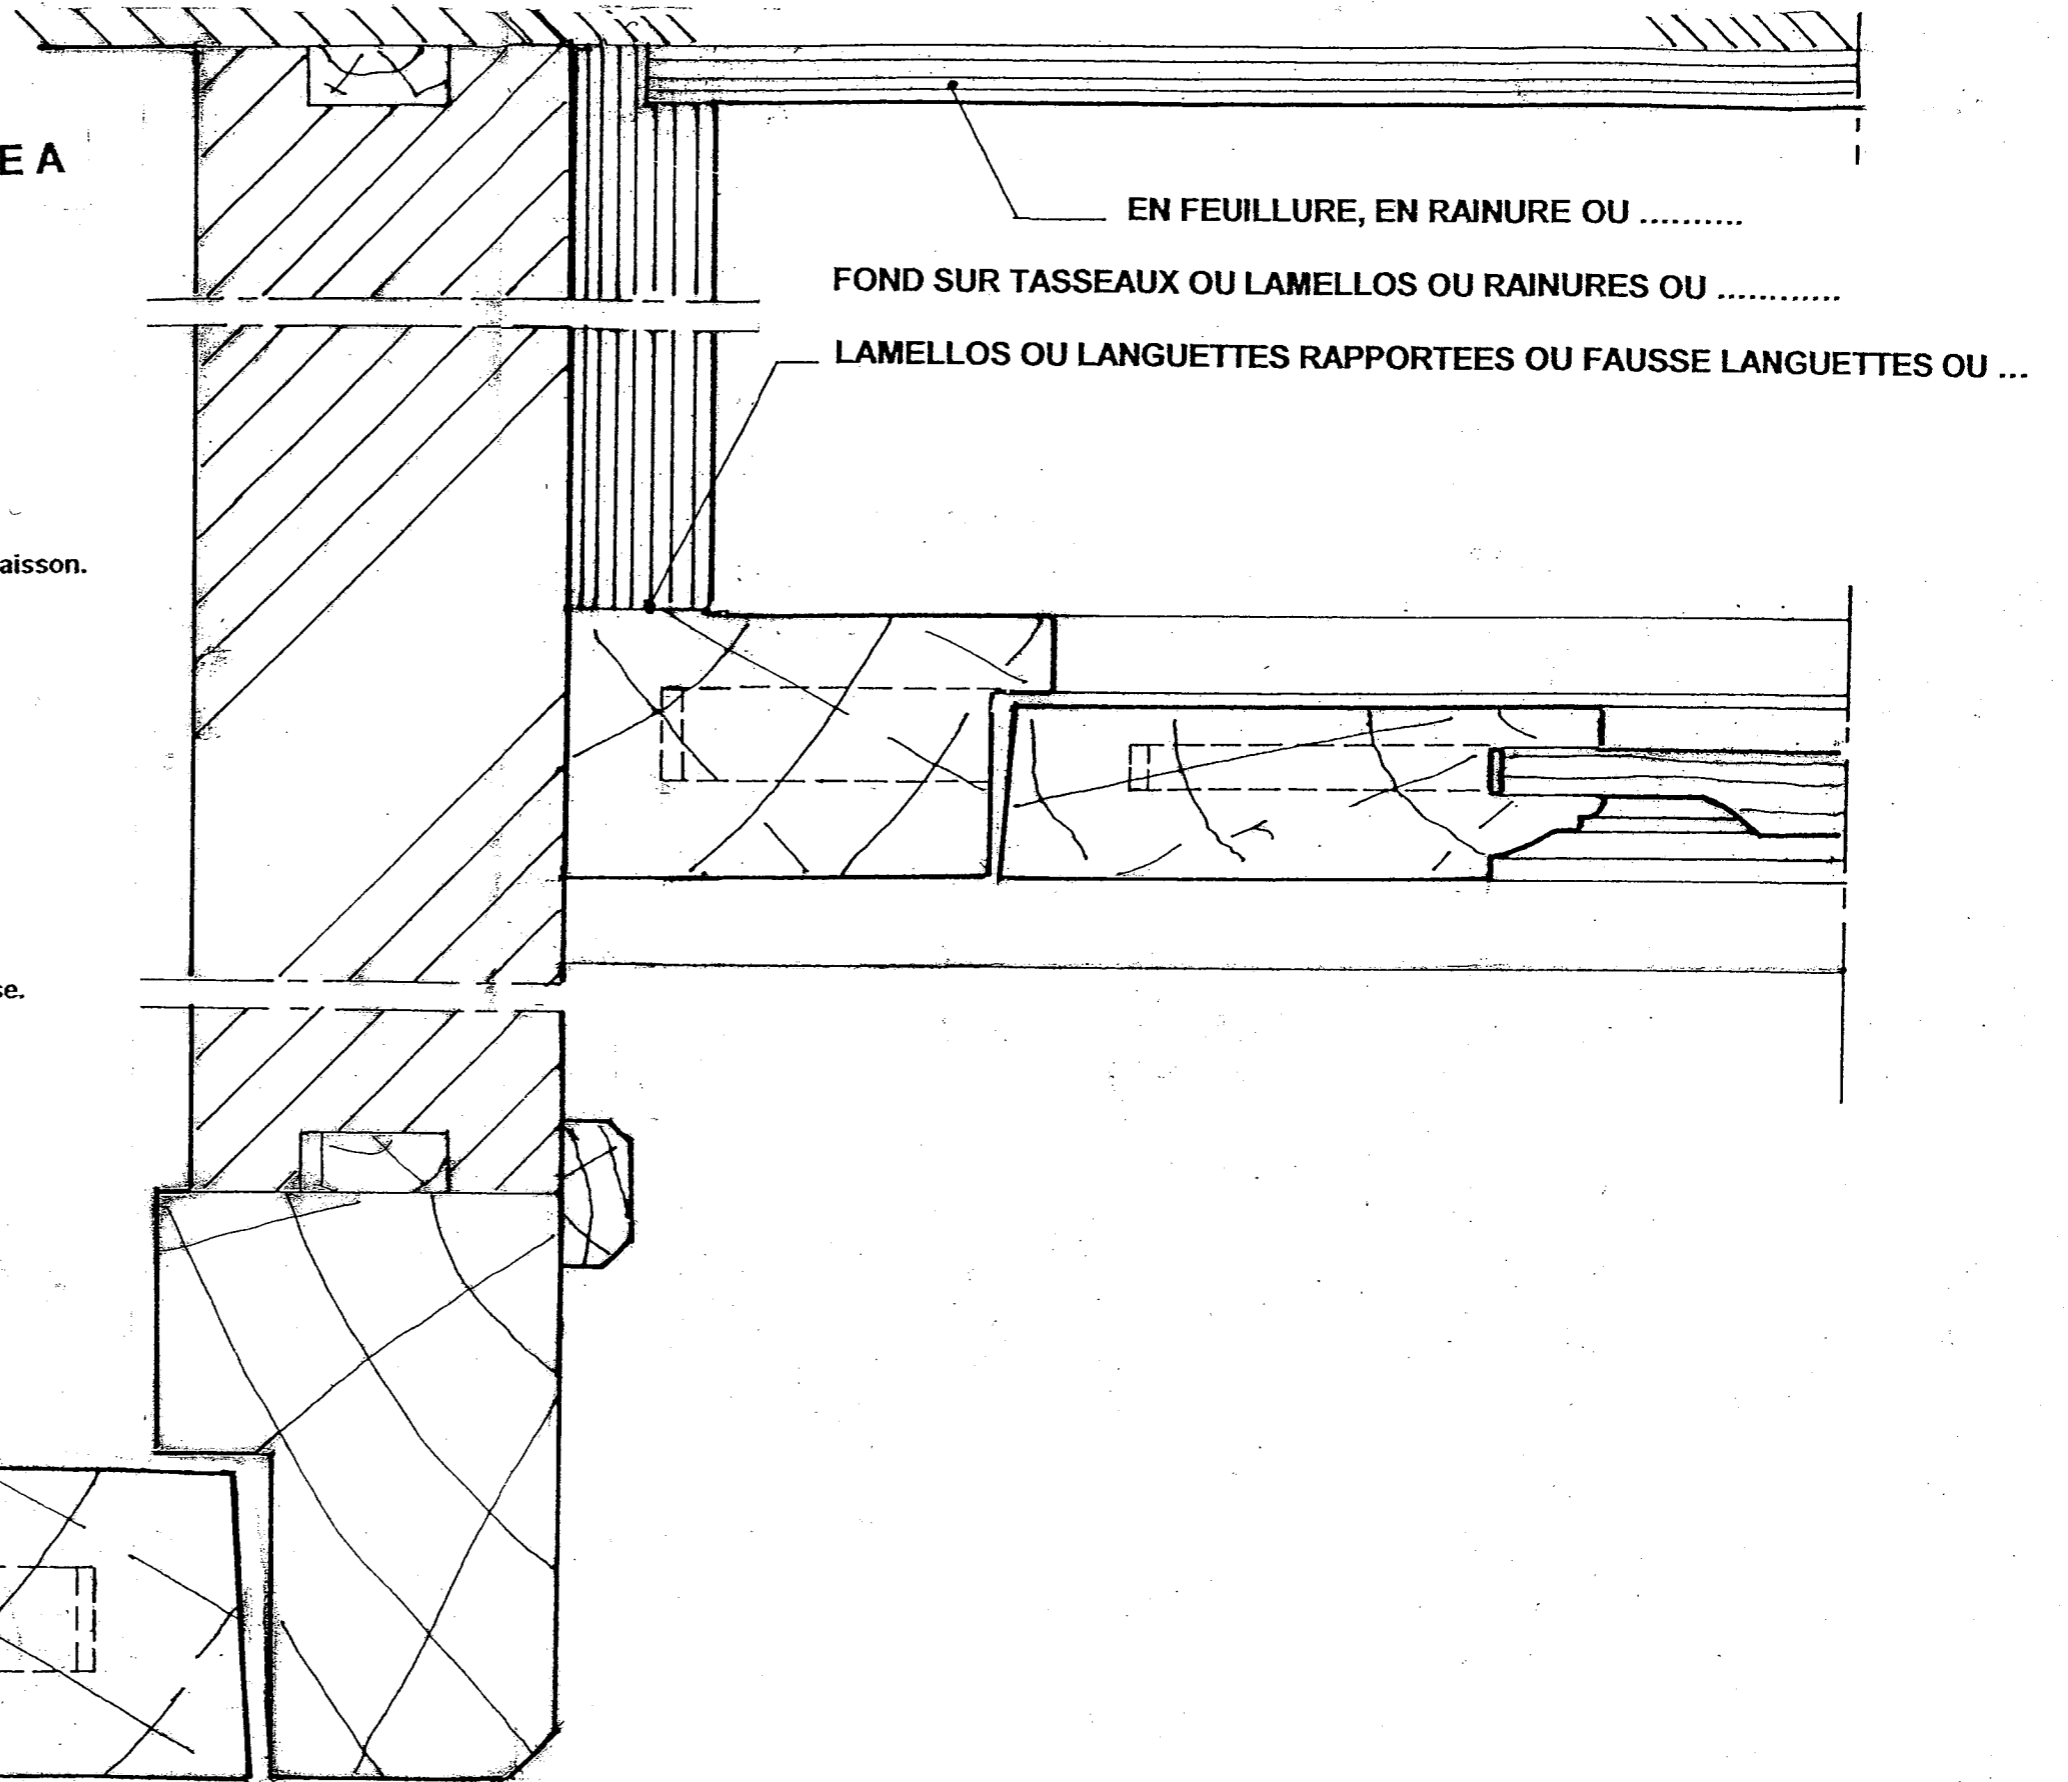 E A
EN FEUILLURE, EN RAINURE OU ..........
FOND SUR TASSEAUX OU LAMELLOS OU RAINURES OU ............
LAMELLOS OU LANGUETTES RAPPORTEES OU FAUSSE LANGUETTES OU ...
aisson.
se.